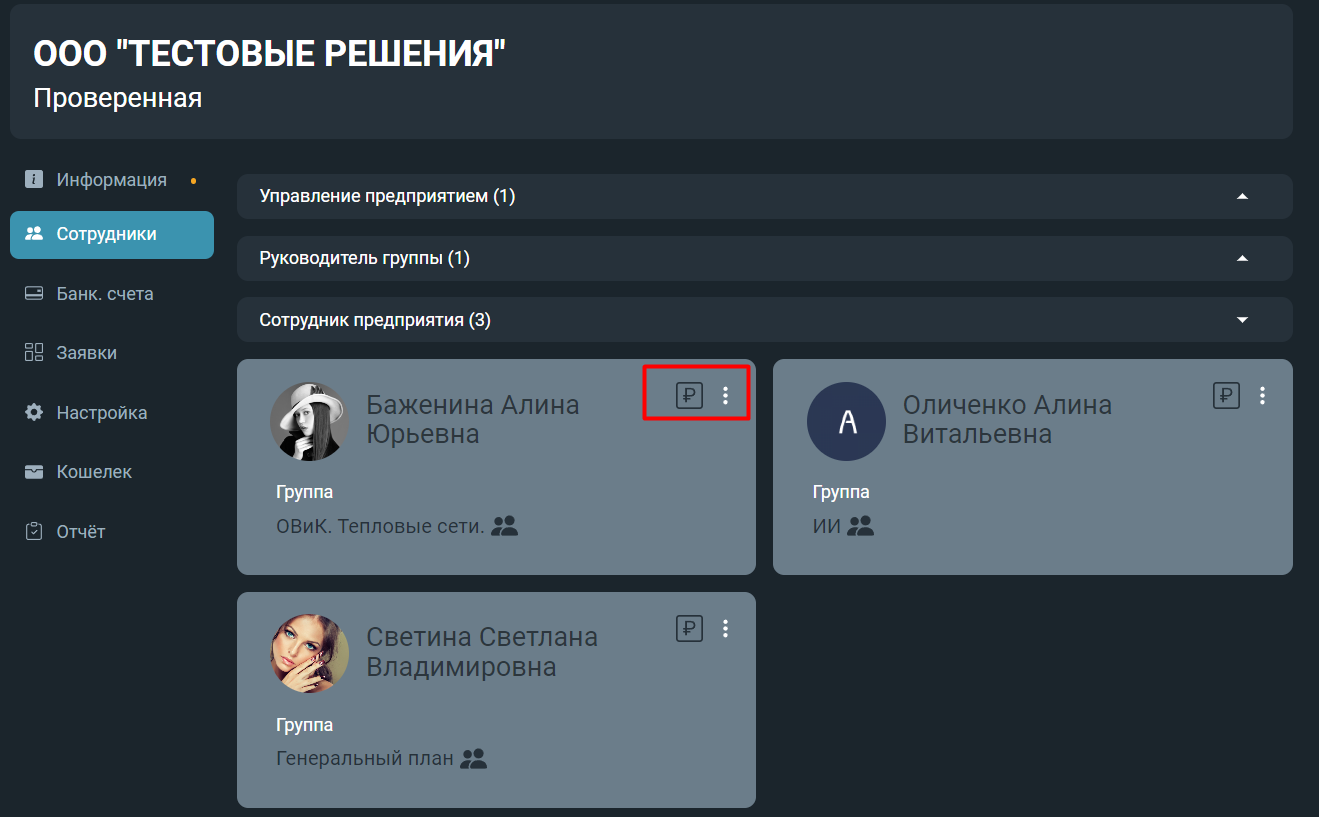 ООО "ТЕСТОВЫЕ РЕШЕНИЯ"
Проверенная
Информация
Сотрудники
Банк. счета
Заявки
Настройка
Кошелек
Отчёт
Управление предприятием (1)
Руководитель группы (1)
Сотрудник предприятия (3)
Баженина Алина
Юрьевна
₽
Группа
ОВиК. Тепловые сети.
Оличенко Алина
Витальевна
₽
A
Группа
ИИ
Светина Светлана
Владимировна
₽
Группа
Генеральный план